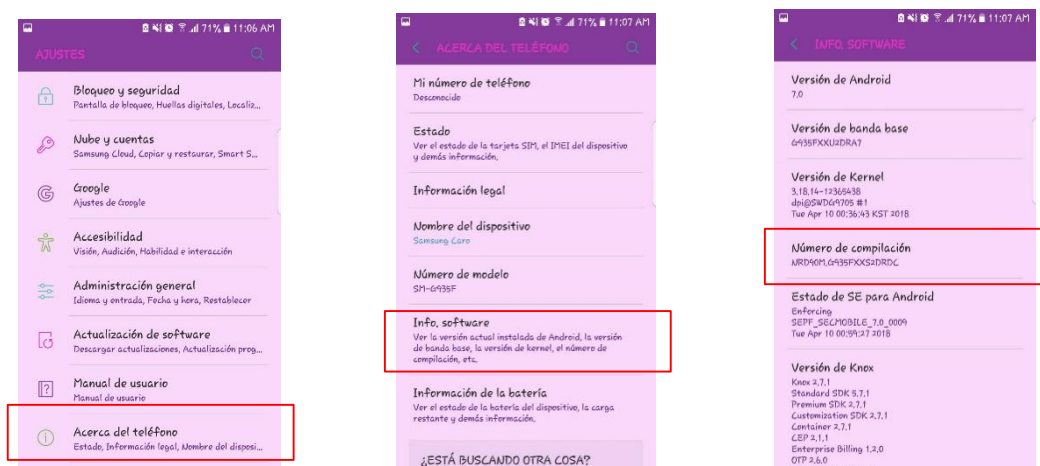 71% 11:06 AM
AJUSTES
Bloqueo y seguridad
Pantalla de bloqueo, Huellas digitales, Localiz...
Nube y cuentas
Samsung Cloud, Copiar y restaurar, Smart S...
Google
Ajustes de Google
Accesibilidad
Visión, Audición, Habilidad e interacción
Administración general
Idioma y entrada, Fecha y hora, Restablecer
Actualización de software
Descargar actualizaciones, Actualización prog...
Manual de usuario
Manual de usuario
Acerca del teléfono
Estado, Información legal, Nombre del disposi...
71% 11:07 AM
ACERCA DEL TELÉFONO
Mi número de teléfono
Desconocido
Estado
Ver el estado de la tarjeta SIM, el IMEI del dispositivo
y demás información.
Información legal
Nombre del dispositivo
Samsung Caro
Número de modelo
SM-G935F
Info. software
Ver la versión actual instalada de Android, la versión
de banda base, la versión de kernel, el número de
compilación, etc.
Información de la batería
Ver el estado de la batería del dispositivo, la carga
restante y demás información.
¿ESTÁ BUSCANDO OTRA COSA?
71% 11:07 AM
INFO. SOFTWARE
Versión de Android
7.0
Versión de banda base
G935FXXU2DRA7
Versión de Kernel
3.18.14-12365438
dpi@SWDG9705 #1
Tue Apr 10 00:36:43 KST 2018
Número de compilación
NRD90M.G935FXXS2DRDC
Estado de SE para Android
Enforcing
SEPF_SECMOBILE_7.0_0009
Tue Apr 10 00:59:27 2018
Versión de Knox
Knox 2.7.1
Standard SDK 5.7.1
Premium SDK 2.7.1
Customization SDK 2.7.1
Container 2.7.1
CEP 2.1.1
Enterprise Billing 1.2.0
OTP 2.6.0